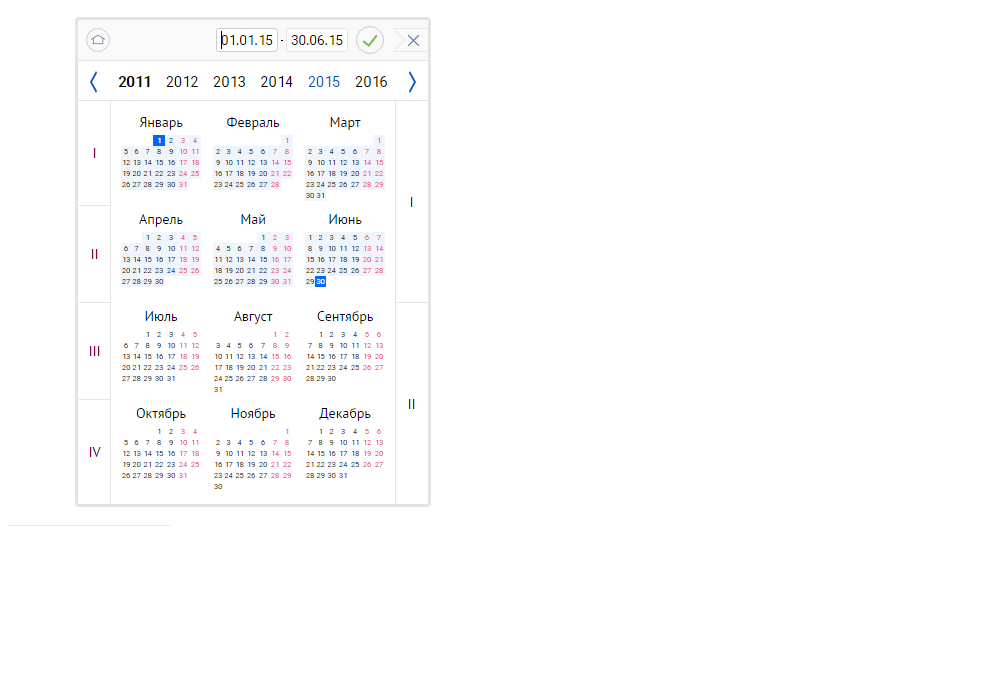 01.01.15 - 30.06.15
2011 2012 2013 2014 2015 2016
I
Январь
1 2 3 4
5 6 7 8 9 10 11
12 13 14 15 16 17 18
19 20 21 22 23 24 25
26 27 28 29 30 31
Февраль
1
2 3 4 5 6 7 8
9 10 11 12 13 14 15
16 17 18 19 20 21 22
23 24 25 26 27 28
Март
1
2 3 4 5 6 7 8
9 10 11 12 13 14 15
16 17 18 19 20 21 22
23 24 25 26 27 28 29
30 31
I
II
Апрель
1 2 3 4 5
6 7 8 9 10 11 12
13 14 15 16 17 18 19
20 21 22 23 24 25 26
27 28 29 30
Май
1 2 3
4 5 6 7 8 9 10
11 12 13 14 15 16 17
18 19 20 21 22 23 24
25 26 27 28 29 30 31
Июнь
1 2 3 4 5 6 7
8 9 10 11 12 13 14
15 16 17 18 19 20 21
22 23 24 25 26 27 28
29 30
III
Июль
1 2 3 4 5
6 7 8 9 10 11 12
13 14 15 16 17 18 19
20 21 22 23 24 25 26
27 28 29 30 31
Август
1 2
3 4 5 6 7 8 9
10 11 12 13 14 15 16
17 18 19 20 21 22 23
24 25 26 27 28 29 30
31
Сентябрь
1 2 3 4 5 6
7 8 9 10 11 12 13
14 15 16 17 18 19 20
21 22 23 24 25 26 27
28 29 30
II
IV
Октябрь
1 2 3 4
5 6 7 8 9 10 11
12 13 14 15 16 17 18
19 20 21 22 23 24 25
26 27 28 29 30 31
Ноябрь
1
2 3 4 5 6 7 8
9 10 11 12 13 14 15
16 17 18 19 20 21 22
23 24 25 26 27 28 29
30
Декабрь
1 2 3 4 5 6
7 8 9 10 11 12 13
14 15 16 17 18 19 20
21 22 23 24 25 26 27
28 29 30 31